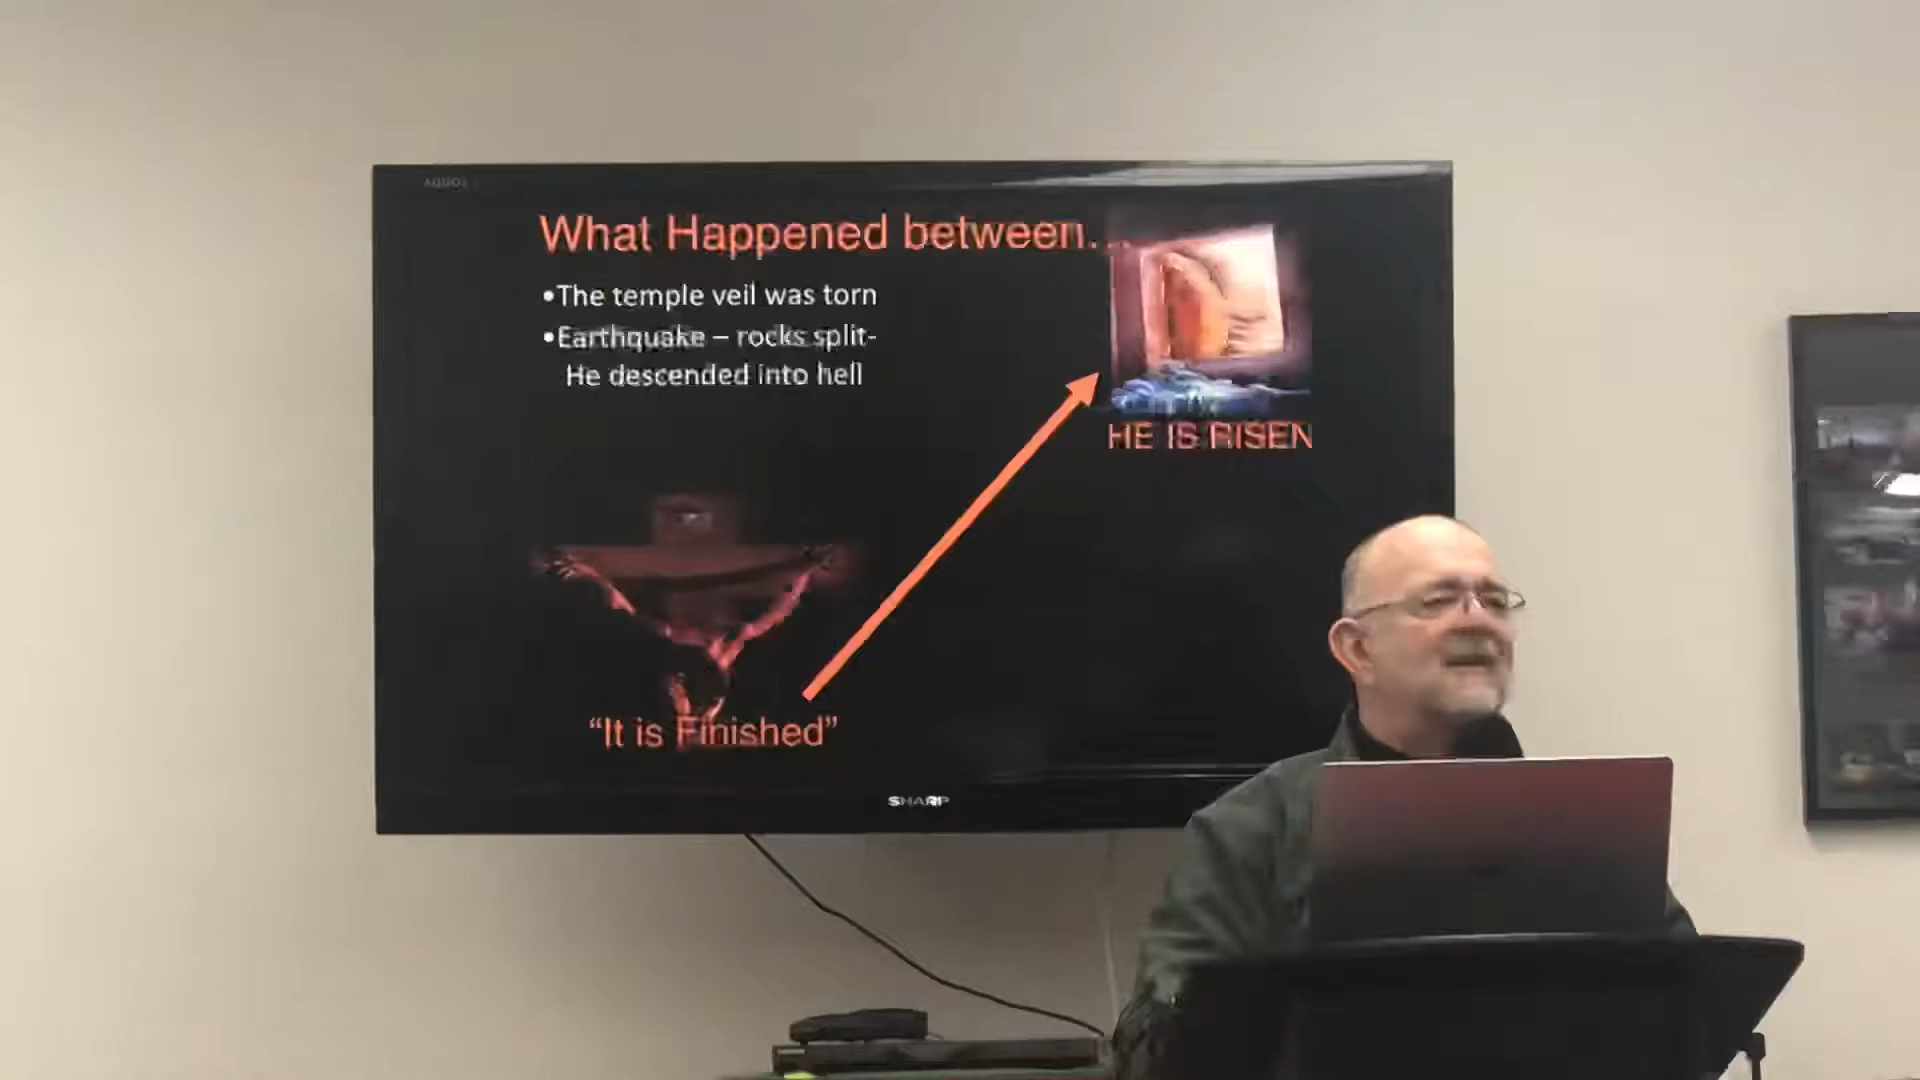 AQUOS
What Happened between...
•The temple veil was torn
•Earthquake – rocks split-
He descended into hell
HE IS RISEN
“It is Finished”
SHARP